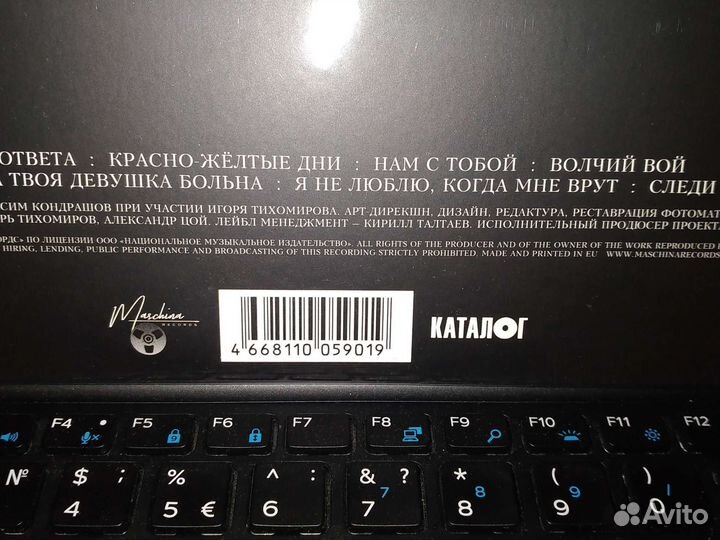 ОТВЕТА : КРАСНО-ЖЁЛТЫЕ ДНИ : НАМ С ТОБОЙ : ВОЛЧИЙ ВОЙ
ТВОЯ ДЕВУШКА БОЛЬНА : Я НЕ ЛЮБЛЮ, КОГДА МНЕ ВРУТ : СЛЕДИ
СИМ КОНДРАШОВ ПРИ УЧАСТИИ ИГОРЯ ТИХОМИРОВА. АРТ-ДИРЕКШН, ДИЗАЙН, РЕДАКТУРА, РЕСТАВРАЦИЯ ФОТОМАТ
РЬ ТИХОМИРОВ, АЛЕКСАНДР ЦОЙ. ЛЕЙБЛ МЕНЕДЖМЕНТ – КИРИЛЛ ТАЛТАЕВ. ИСПОЛНИТЕЛЬНЫЙ ПРОДЮСЕР ПРОЕКТА
РДС» ПО ЛИЦЕНЗИИ ООО «НАЦИОНАЛЬНОЕ МУЗЫКАЛЬНОЕ ИЗДАТЕЛЬСТВО». ALL RIGHTS OF THE PRODUCER AND OF THE OWNER OF THE WORK REPRODUCED
HIRING, LENDING, PUBLIC PERFORMANCE AND BROADCASTING OF THIS RECORDING STRICTLY PROHIBITED. MADE AND PRINTED IN EU WWW.MASCHINARECORDS
Maschina
RECORDS
4 668110 059019
КАТАЛОГ
F4 F5 F6 F7 F8 F9 F10 F11 F12
№ $ ; % ^ : & ? * ( )
4 5 € 6 7 7 8 8 9 9 0 0
Avito